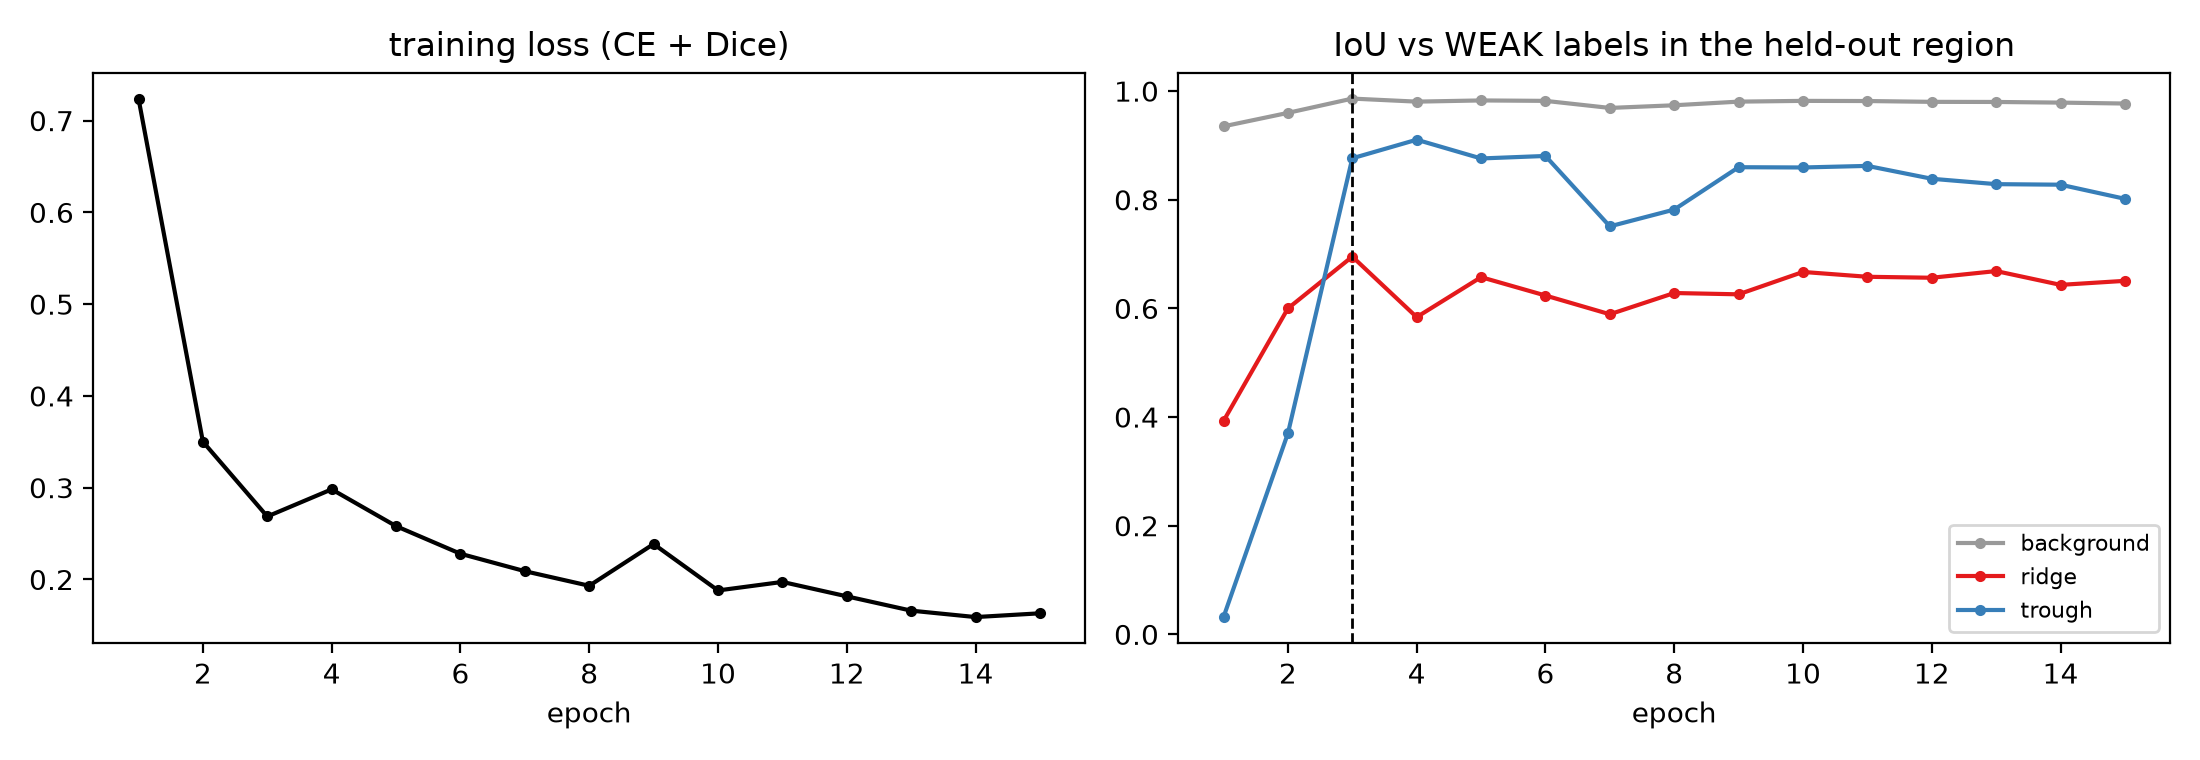 training loss (CE + Dice)
0.7
0.6
0.5
0.4
0.3
0.2
2 4 6 8 10 12 14
epoch
IoU vs WEAK labels in the held-out region
1.0
0.8
0.6
0.4
0.2
0.0
background
ridge
trough
2 4 6 8 10 12 14
epoch